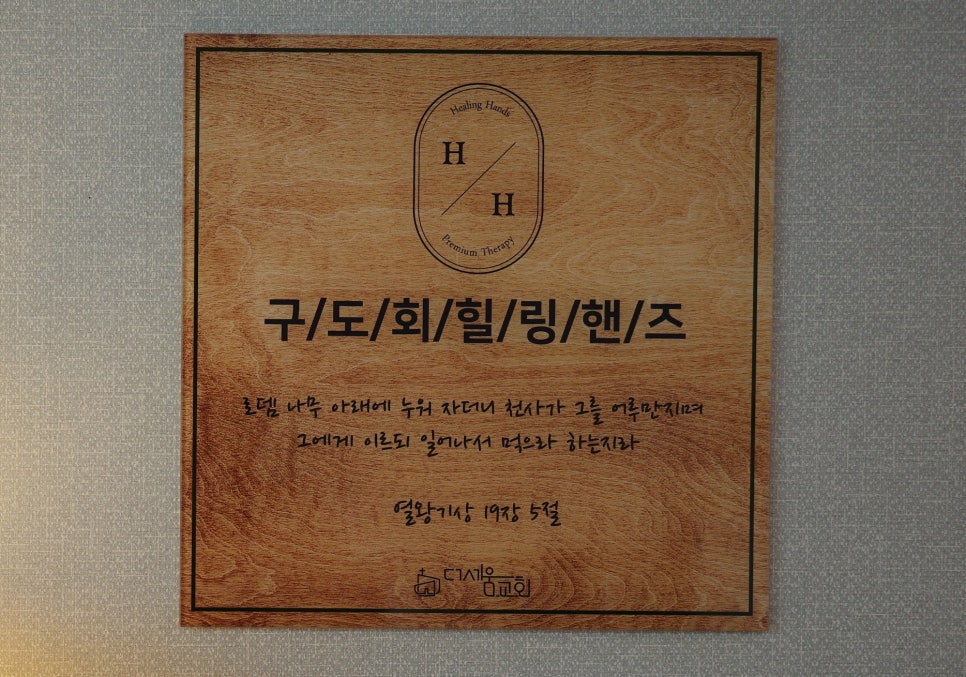 Healing Hands
H
H
Premium Therapy
구/도/회/힐/링/핸/즈
로뎀 나무 아래에 누워 자더니 천사가 그를 어루만지며
그에게 이르되 일어나서 먹으라 하는지라
열왕기상 19장 5절
더세움교회